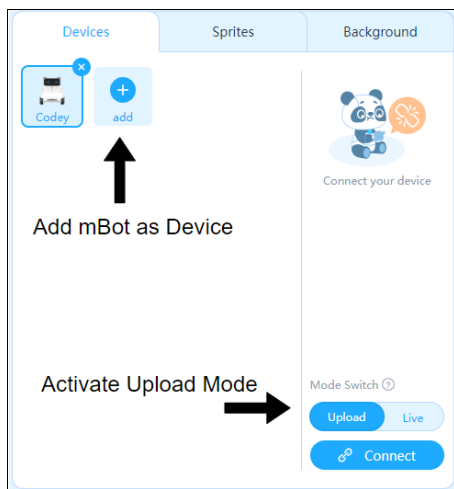 Devices
Sprites
Background
Codey
add
Connect your device
Add mBot as Device
Activate Upload Mode
Mode Switch ?
Upload
Live
Connect